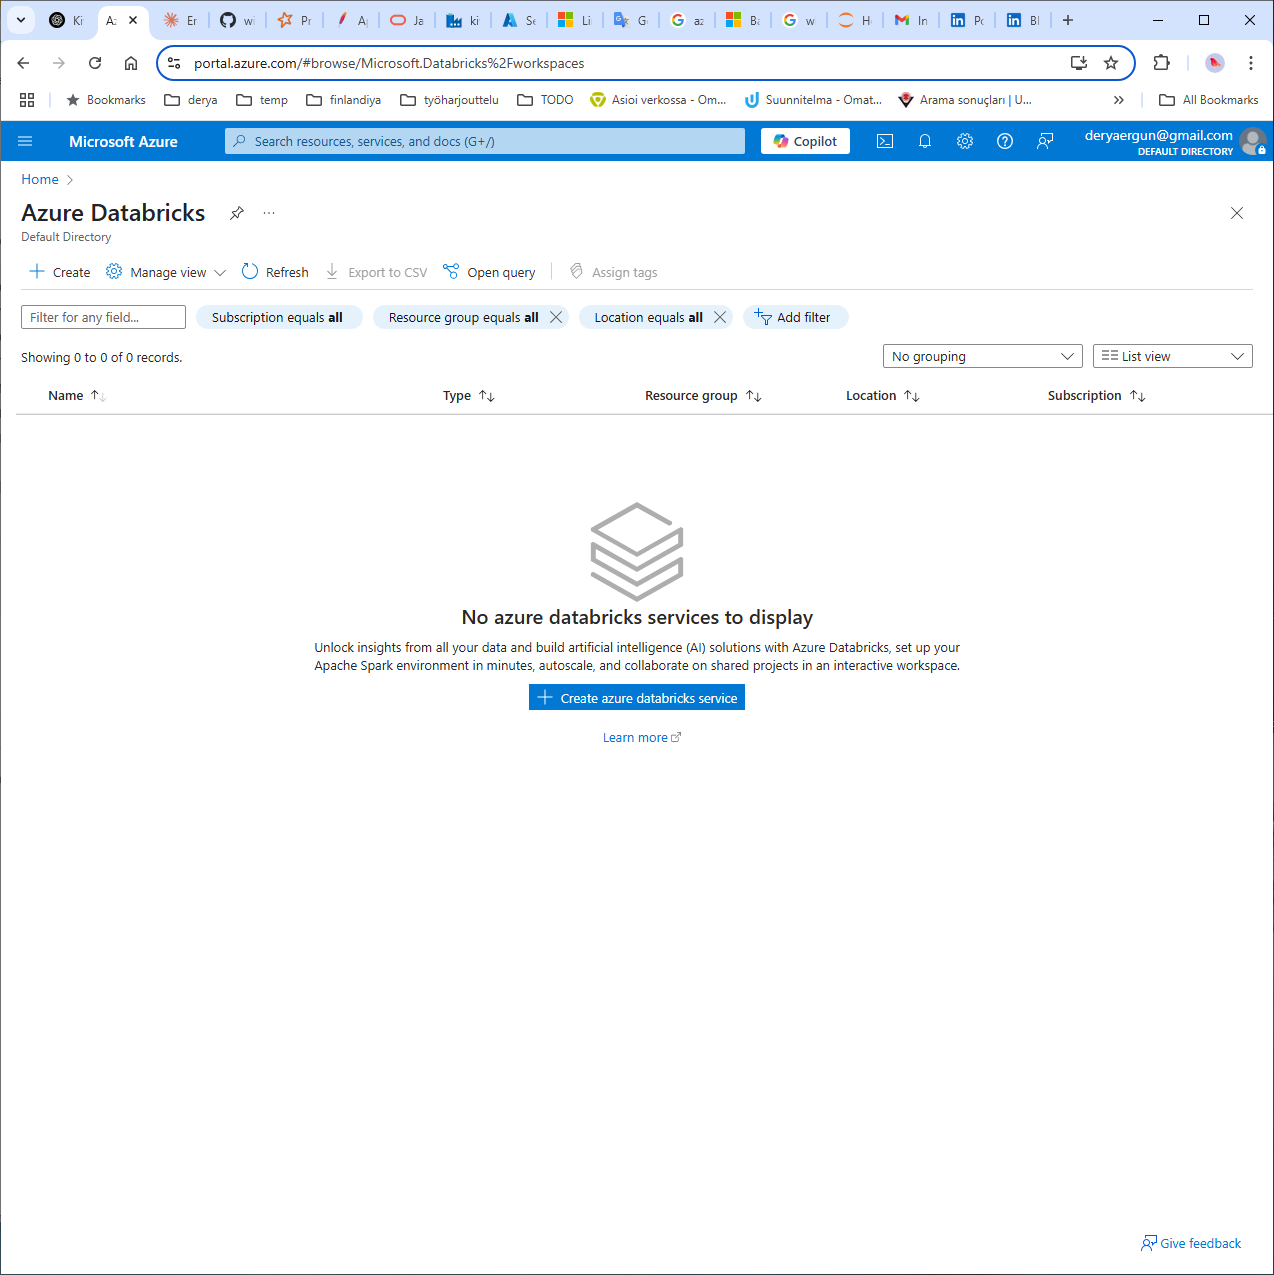 Ki
Az
Er
wi
Pr
Ap
Ja
ki
Se
Li
Go
az
Ba
w
He
In
Po
Bl
portal.azure.com/#browse/Microsoft.Databricks%2Fworkspaces
Bookmarks
derya
temp
finlandiya
työharjouttelu
TODO
Asioi verkossa - Om...
Suunnitelma - Omat...
Arama sonuçları | U...
All Bookmarks
Microsoft Azure
Search resources, services, and docs (G+/)
Copilot
deryaergun@gmail.com
DEFAULT DIRECTORY
Home
Azure Databricks
Default Directory
Create
Manage view
Refresh
Export to CSV
Open query
Assign tags
Filter for any field...
Subscription equals all
Resource group equals all
Location equals all
Add filter
Showing 0 to 0 of 0 records.
No grouping
List view
Name
Type
Resource group
Location
Subscription
No azure databricks services to display
Unlock insights from all your data and build artificial intelligence (AI) solutions with Azure Databricks, set up your
Apache Spark environment in minutes, autoscale, and collaborate on shared projects in an interactive workspace.
Create azure databricks service
Learn more
Give feedback